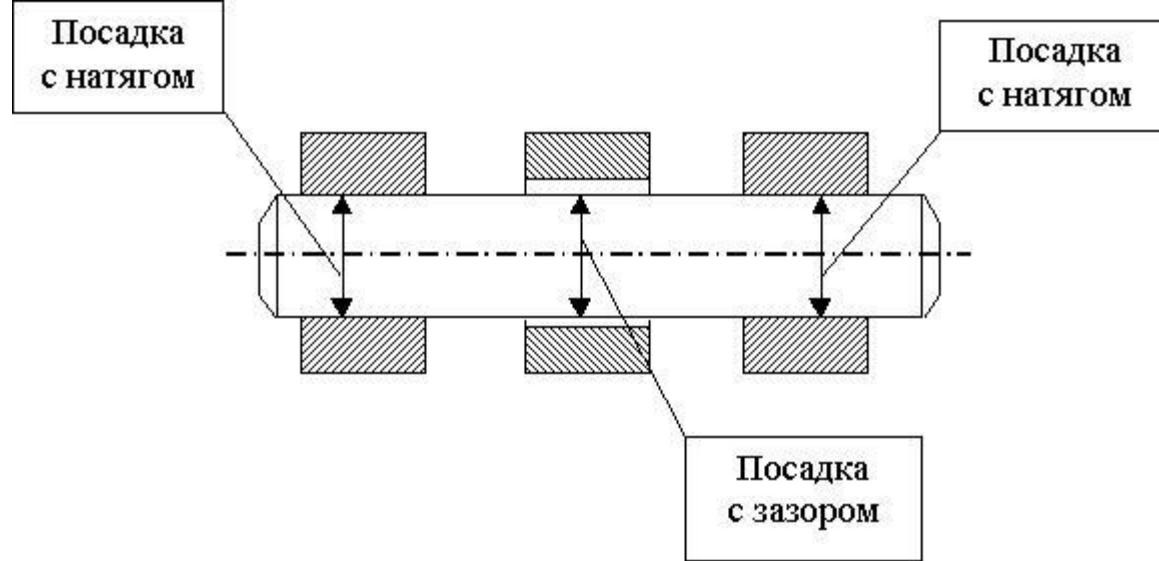 Посадка
с натягом
Посадка
с натягом
Посадка
с зазором